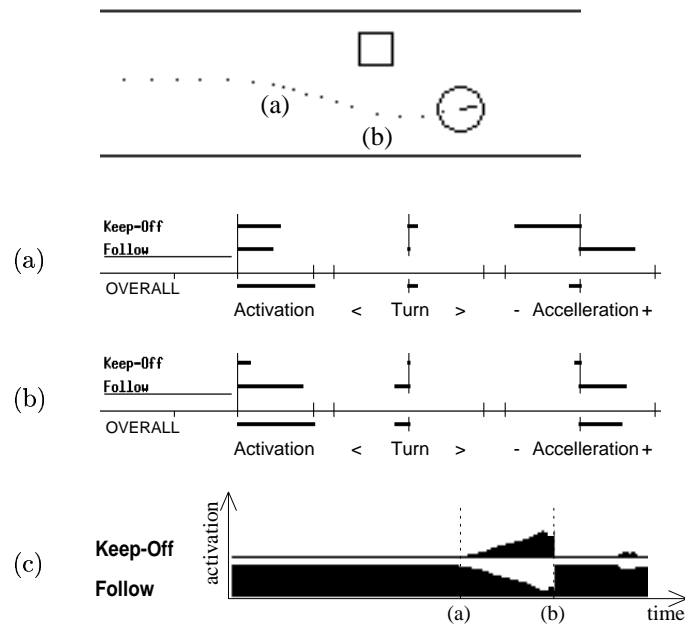 (a)
(b)
(a)
Keep-Off
Follow
OVERALL
Activation < Turn > - Accelleration +
(b)
Keep-Off
Follow
OVERALL
Activation < Turn > - Accelleration +
(c)
activation
Keep-Off
Follow
(a) (b) time